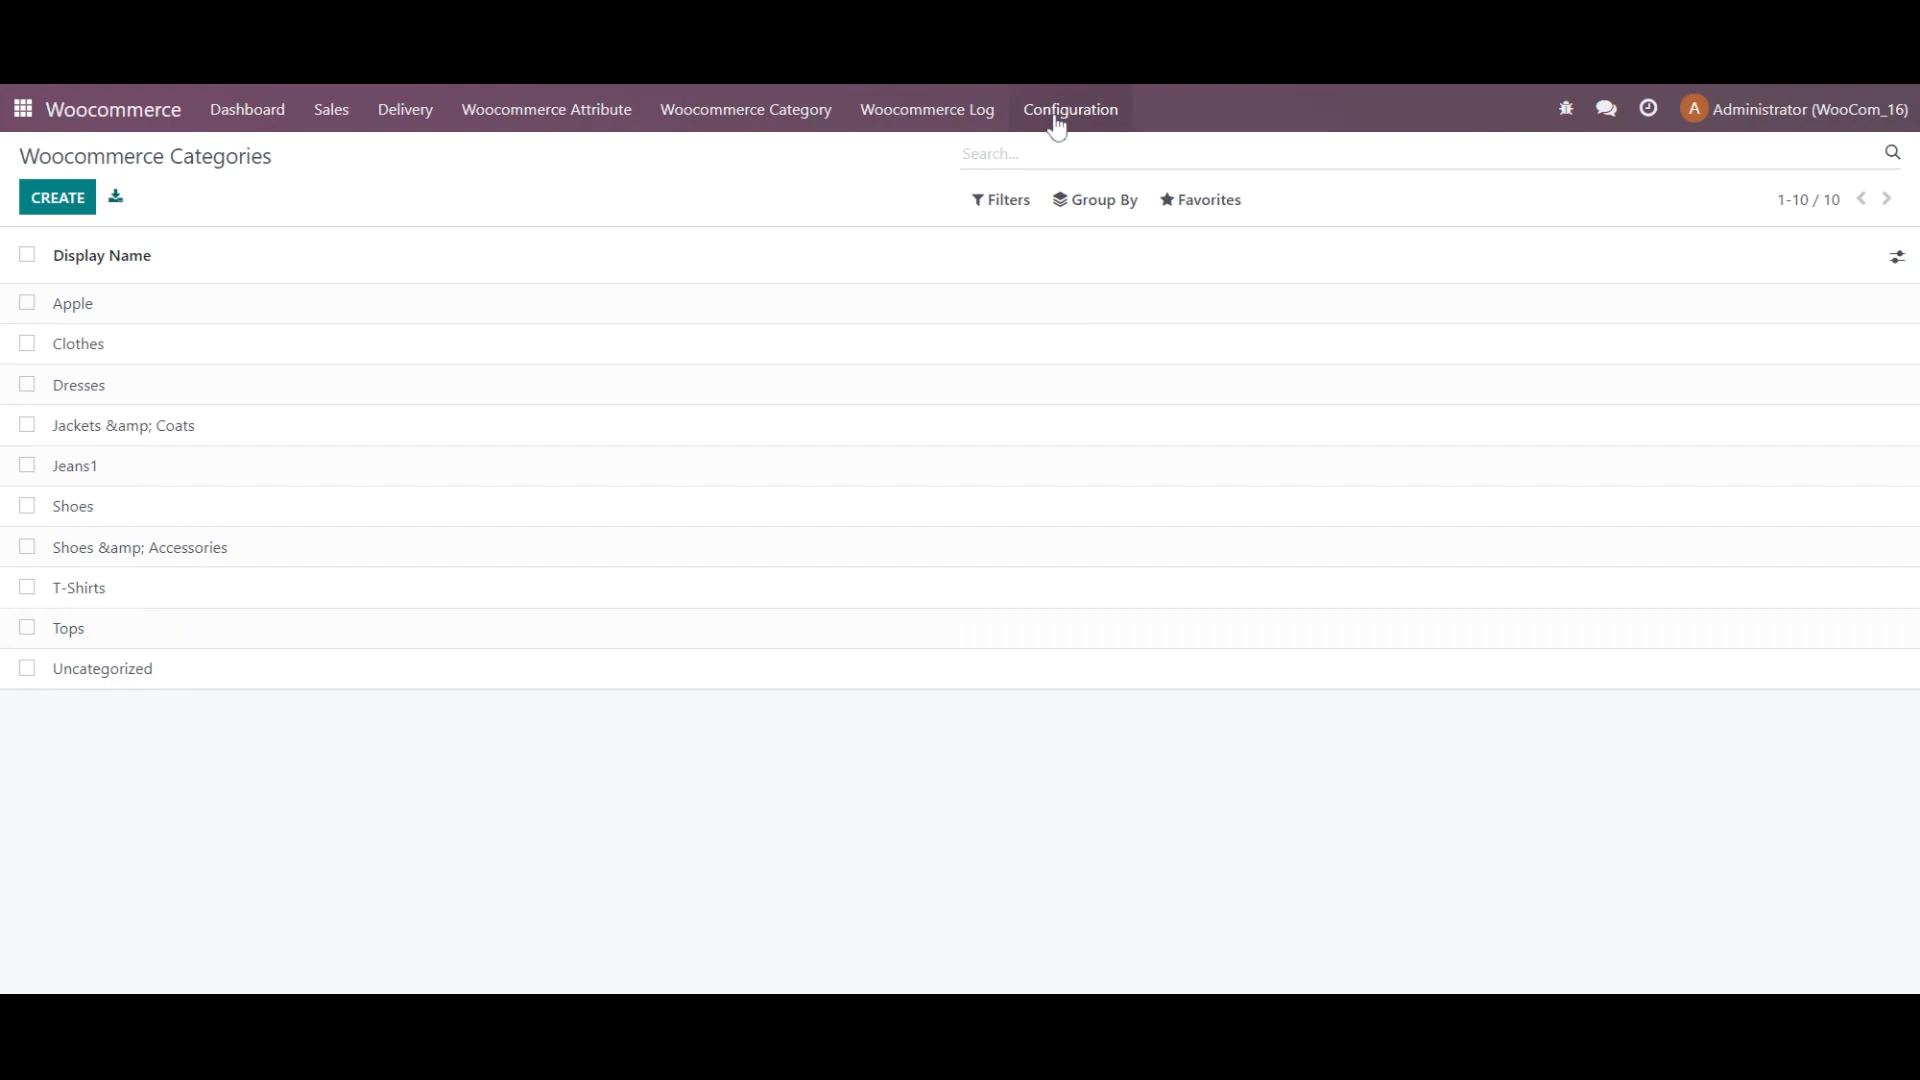 Woocommerce Dashboard Sales Delivery Woocommerce Attribute Woocommerce Category Woocommerce Log Configuration A Administrator (WooCom_16)
Woocommerce Categories Search...
CREATE Filters Group By Favorites 1-10 / 10
Display Name
Apple
Clothes
Dresses
Jackets &amp; Coats
Jeans1
Shoes
Shoes &amp; Accessories
T-Shirts
Tops
Uncategorized